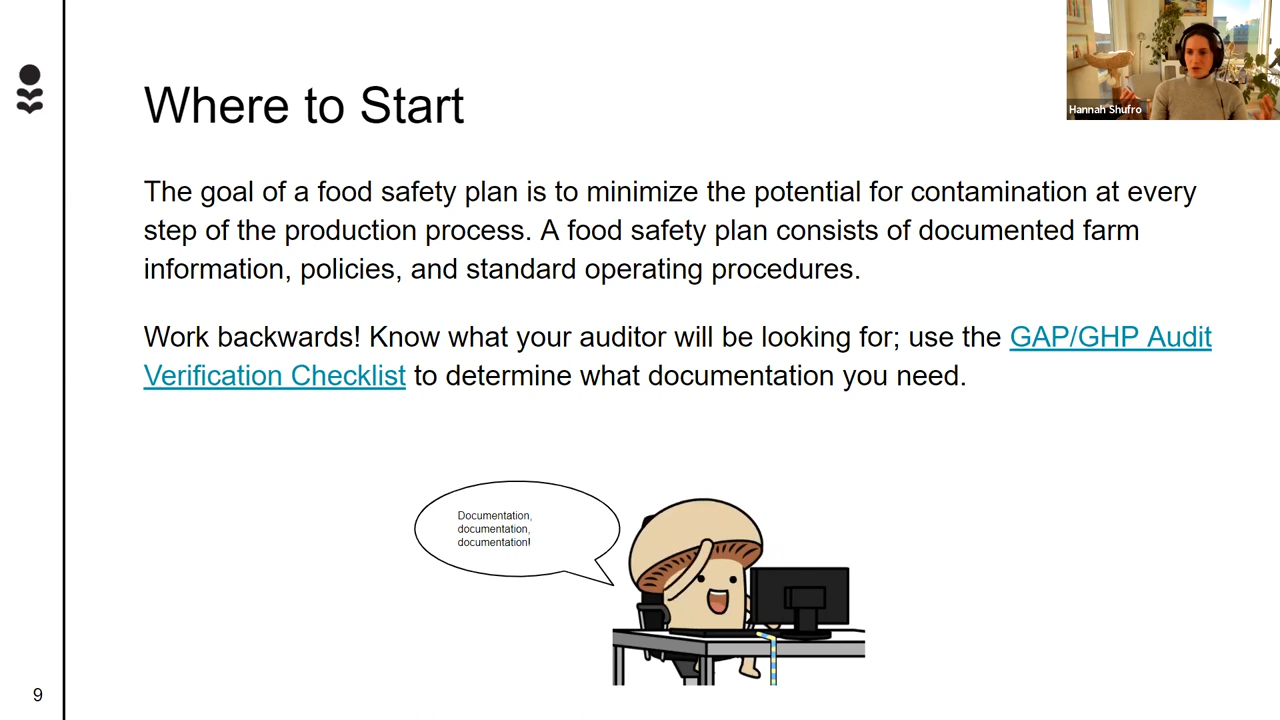 Hannah Shufro
Where to Start
The goal of a food safety plan is to minimize the potential for contamination at every
step of the production process. A food safety plan consists of documented farm
information, policies, and standard operating procedures.
Work backwards! Know what your auditor will be looking for; use the GAP/GHP Audit
Verification Checklist to determine what documentation you need.
Documentation,
documentation,
documentation!
9